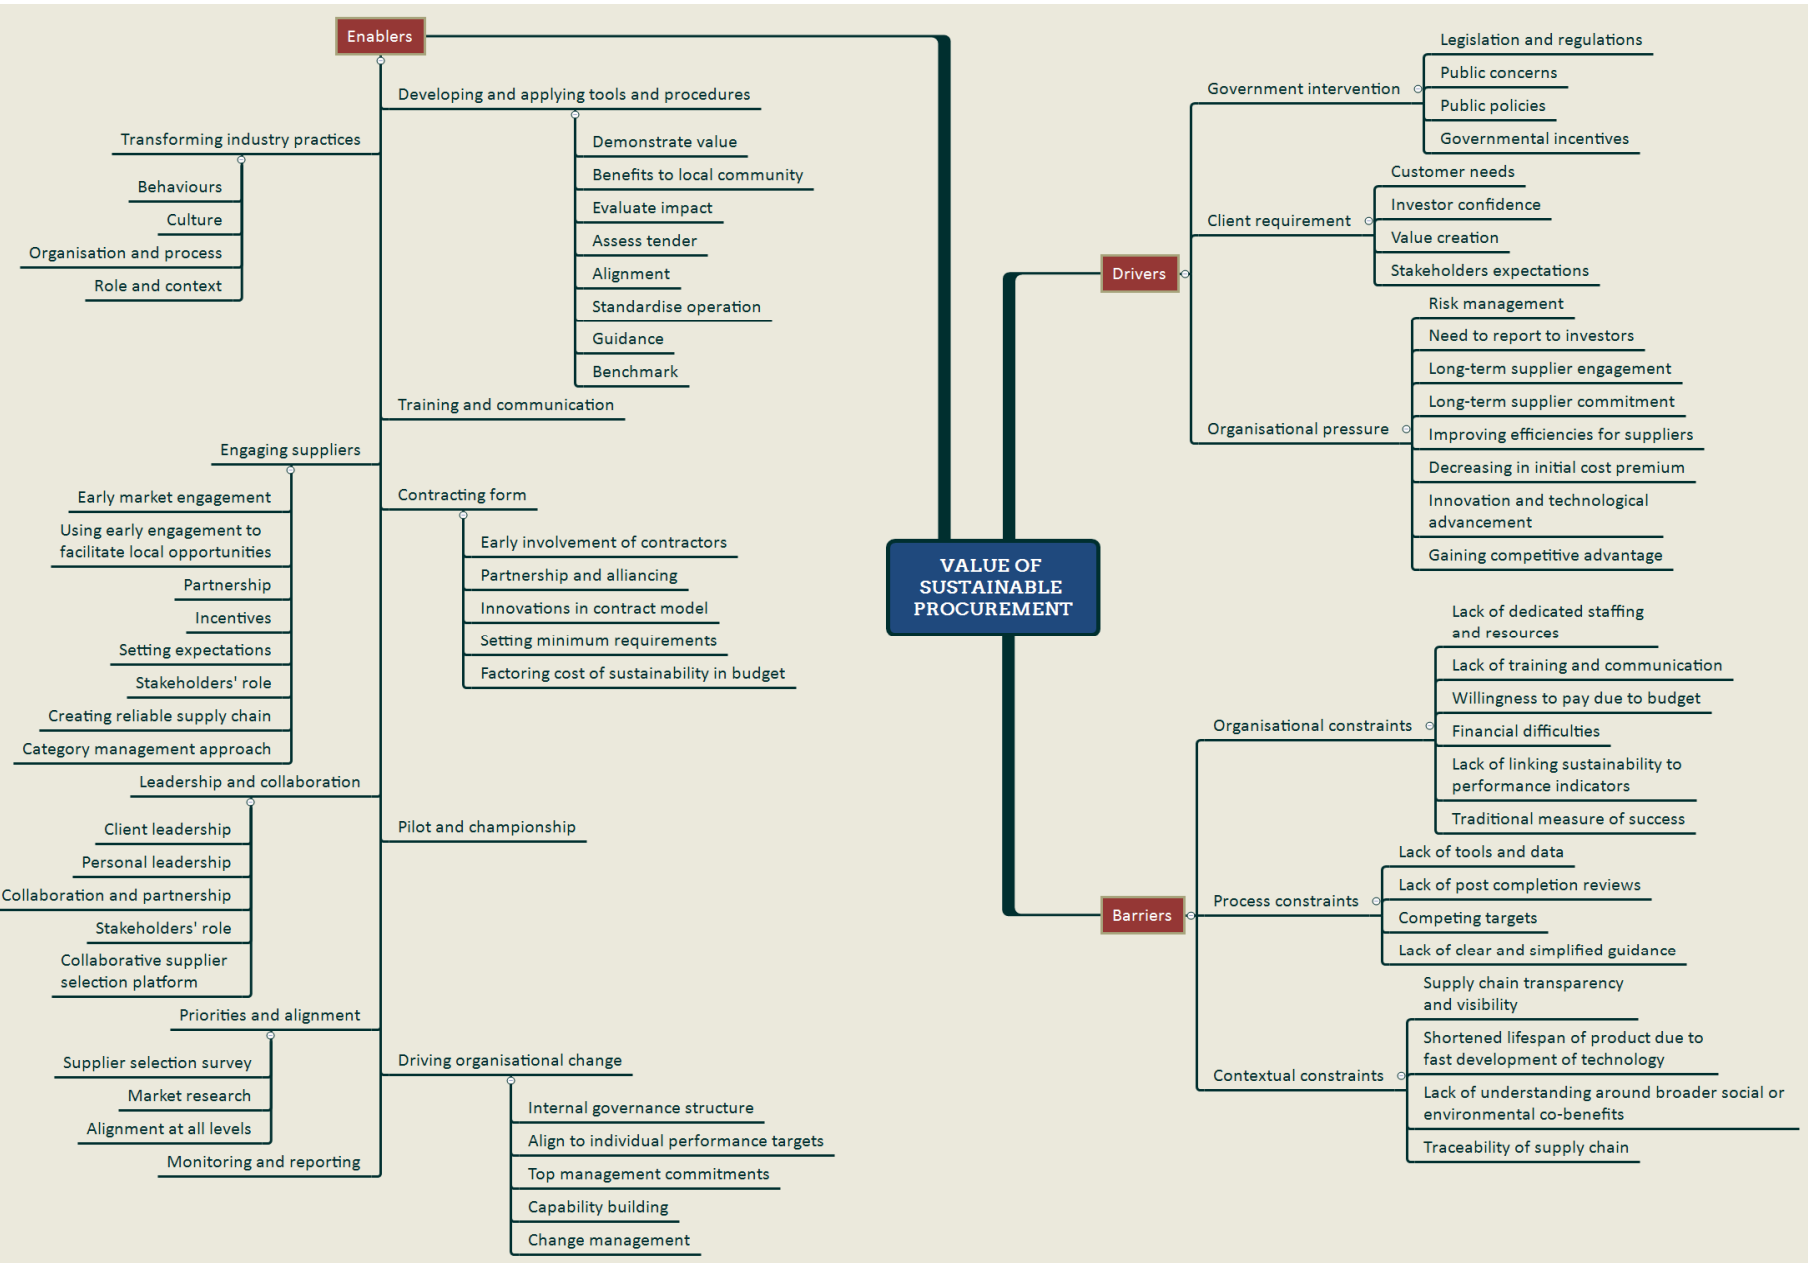 Enablers
Developing and applying tools and procedures
Demonstrate value
Benefits to local community
Evaluate impact
Assess tender
Alignment
Standardise operation
Guidance
Benchmark
Transforming industry practices
Behaviours
Culture
Organisation and process
Role and context
Training and communication
Engaging suppliers
Early market engagement
Using early engagement to
facilitate local opportunities
Partnership
Incentives
Setting expectations
Stakeholders' role
Creating reliable supply chain
Category management approach
Contracting form
Early involvement of contractors
Partnership and alliancing
Innovations in contract model
Setting minimum requirements
Factoring cost of sustainability in budget
Leadership and collaboration
Client leadership
Personal leadership
Collaboration and partnership
Stakeholders' role
Collaborative supplier
selection platform
Pilot and championship
Priorities and alignment
Supplier selection survey
Market research
Alignment at all levels
Driving organisational change
Internal governance structure
Align to individual performance targets
Top management commitments
Capability building
Change management
Monitoring and reporting
VALUE OF
SUSTAINABLE
PROCUREMENT
Drivers
Government intervention
Legislation and regulations
Public concerns
Public policies
Governmental incentives
Client requirement
Customer needs
Investor confidence
Value creation
Stakeholders expectations
Organisational pressure
Risk management
Need to report to investors
Long-term supplier engagement
Long-term supplier commitment
Improving efficiencies for suppliers
Decreasing in initial cost premium
Innovation and technological
advancement
Gaining competitive advantage
Barriers
Organisational constraints
Lack of dedicated staffing
and resources
Lack of training and communication
Willingness to pay due to budget
Financial difficulties
Lack of linking sustainability to
performance indicators
Traditional measure of success
Process constraints
Lack of tools and data
Lack of post completion reviews
Competing targets
Lack of clear and simplified guidance
Contextual constraints
Supply chain transparency
and visibility
Shortened lifespan of product due to
fast development of technology
Lack of understanding around broader social or
environmental co-benefits
Traceability of supply chain